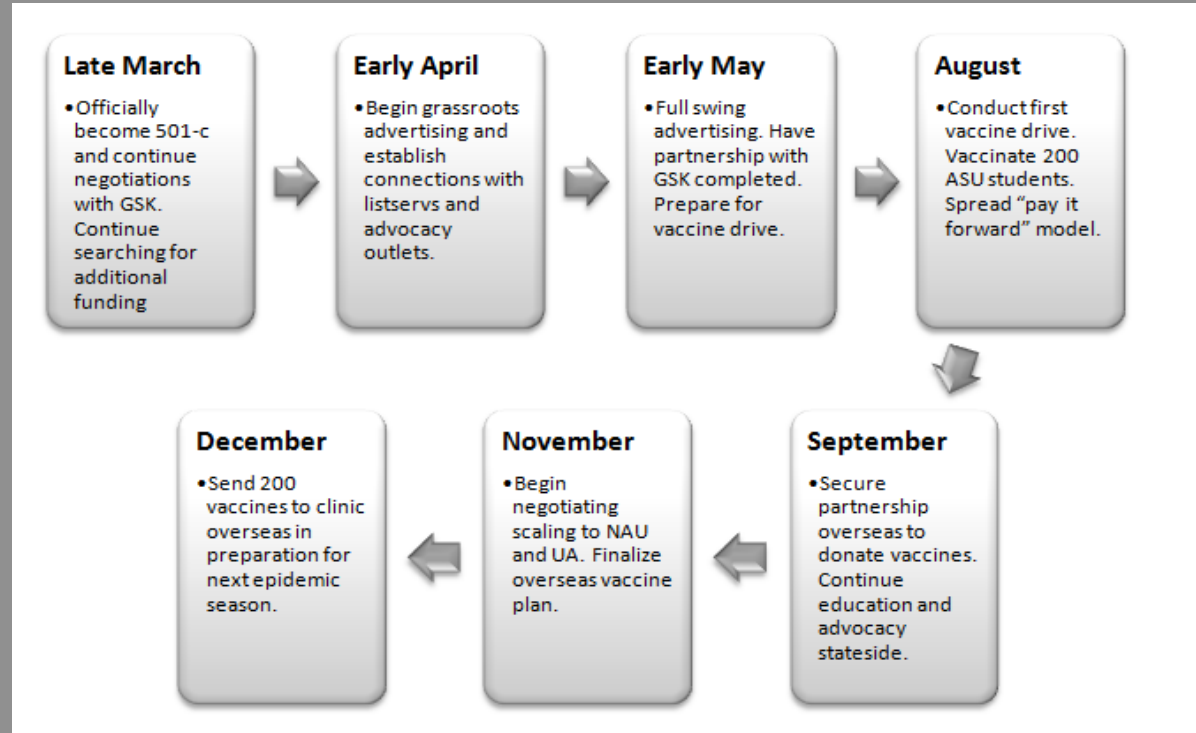 Late March
•Officially
become 501-c
and continue
negotiations
with GSK.
Continue
searching for
additional
funding
Early April
•Begin grassroots
advertising and
establish
connections with
listservs and
advocacy
outlets.
Early May
•Full swing
advertising. Have
partnership with
GSK completed.
Prepare for
vaccine drive.
August
•Conduct first
vaccine drive.
Vaccinate 200
ASU students.
Spread “pay it
forward” model.
September
•Secure
partnership
overseas to
donate vaccines.
Continue
education and
advocacy
stateside.
November
•Begin
negotiating
scaling to NAU
and UA. Finalize
overseas vaccine
plan.
December
•Send 200
vaccines to clinic
overseas in
preparation for
next epidemic
season.